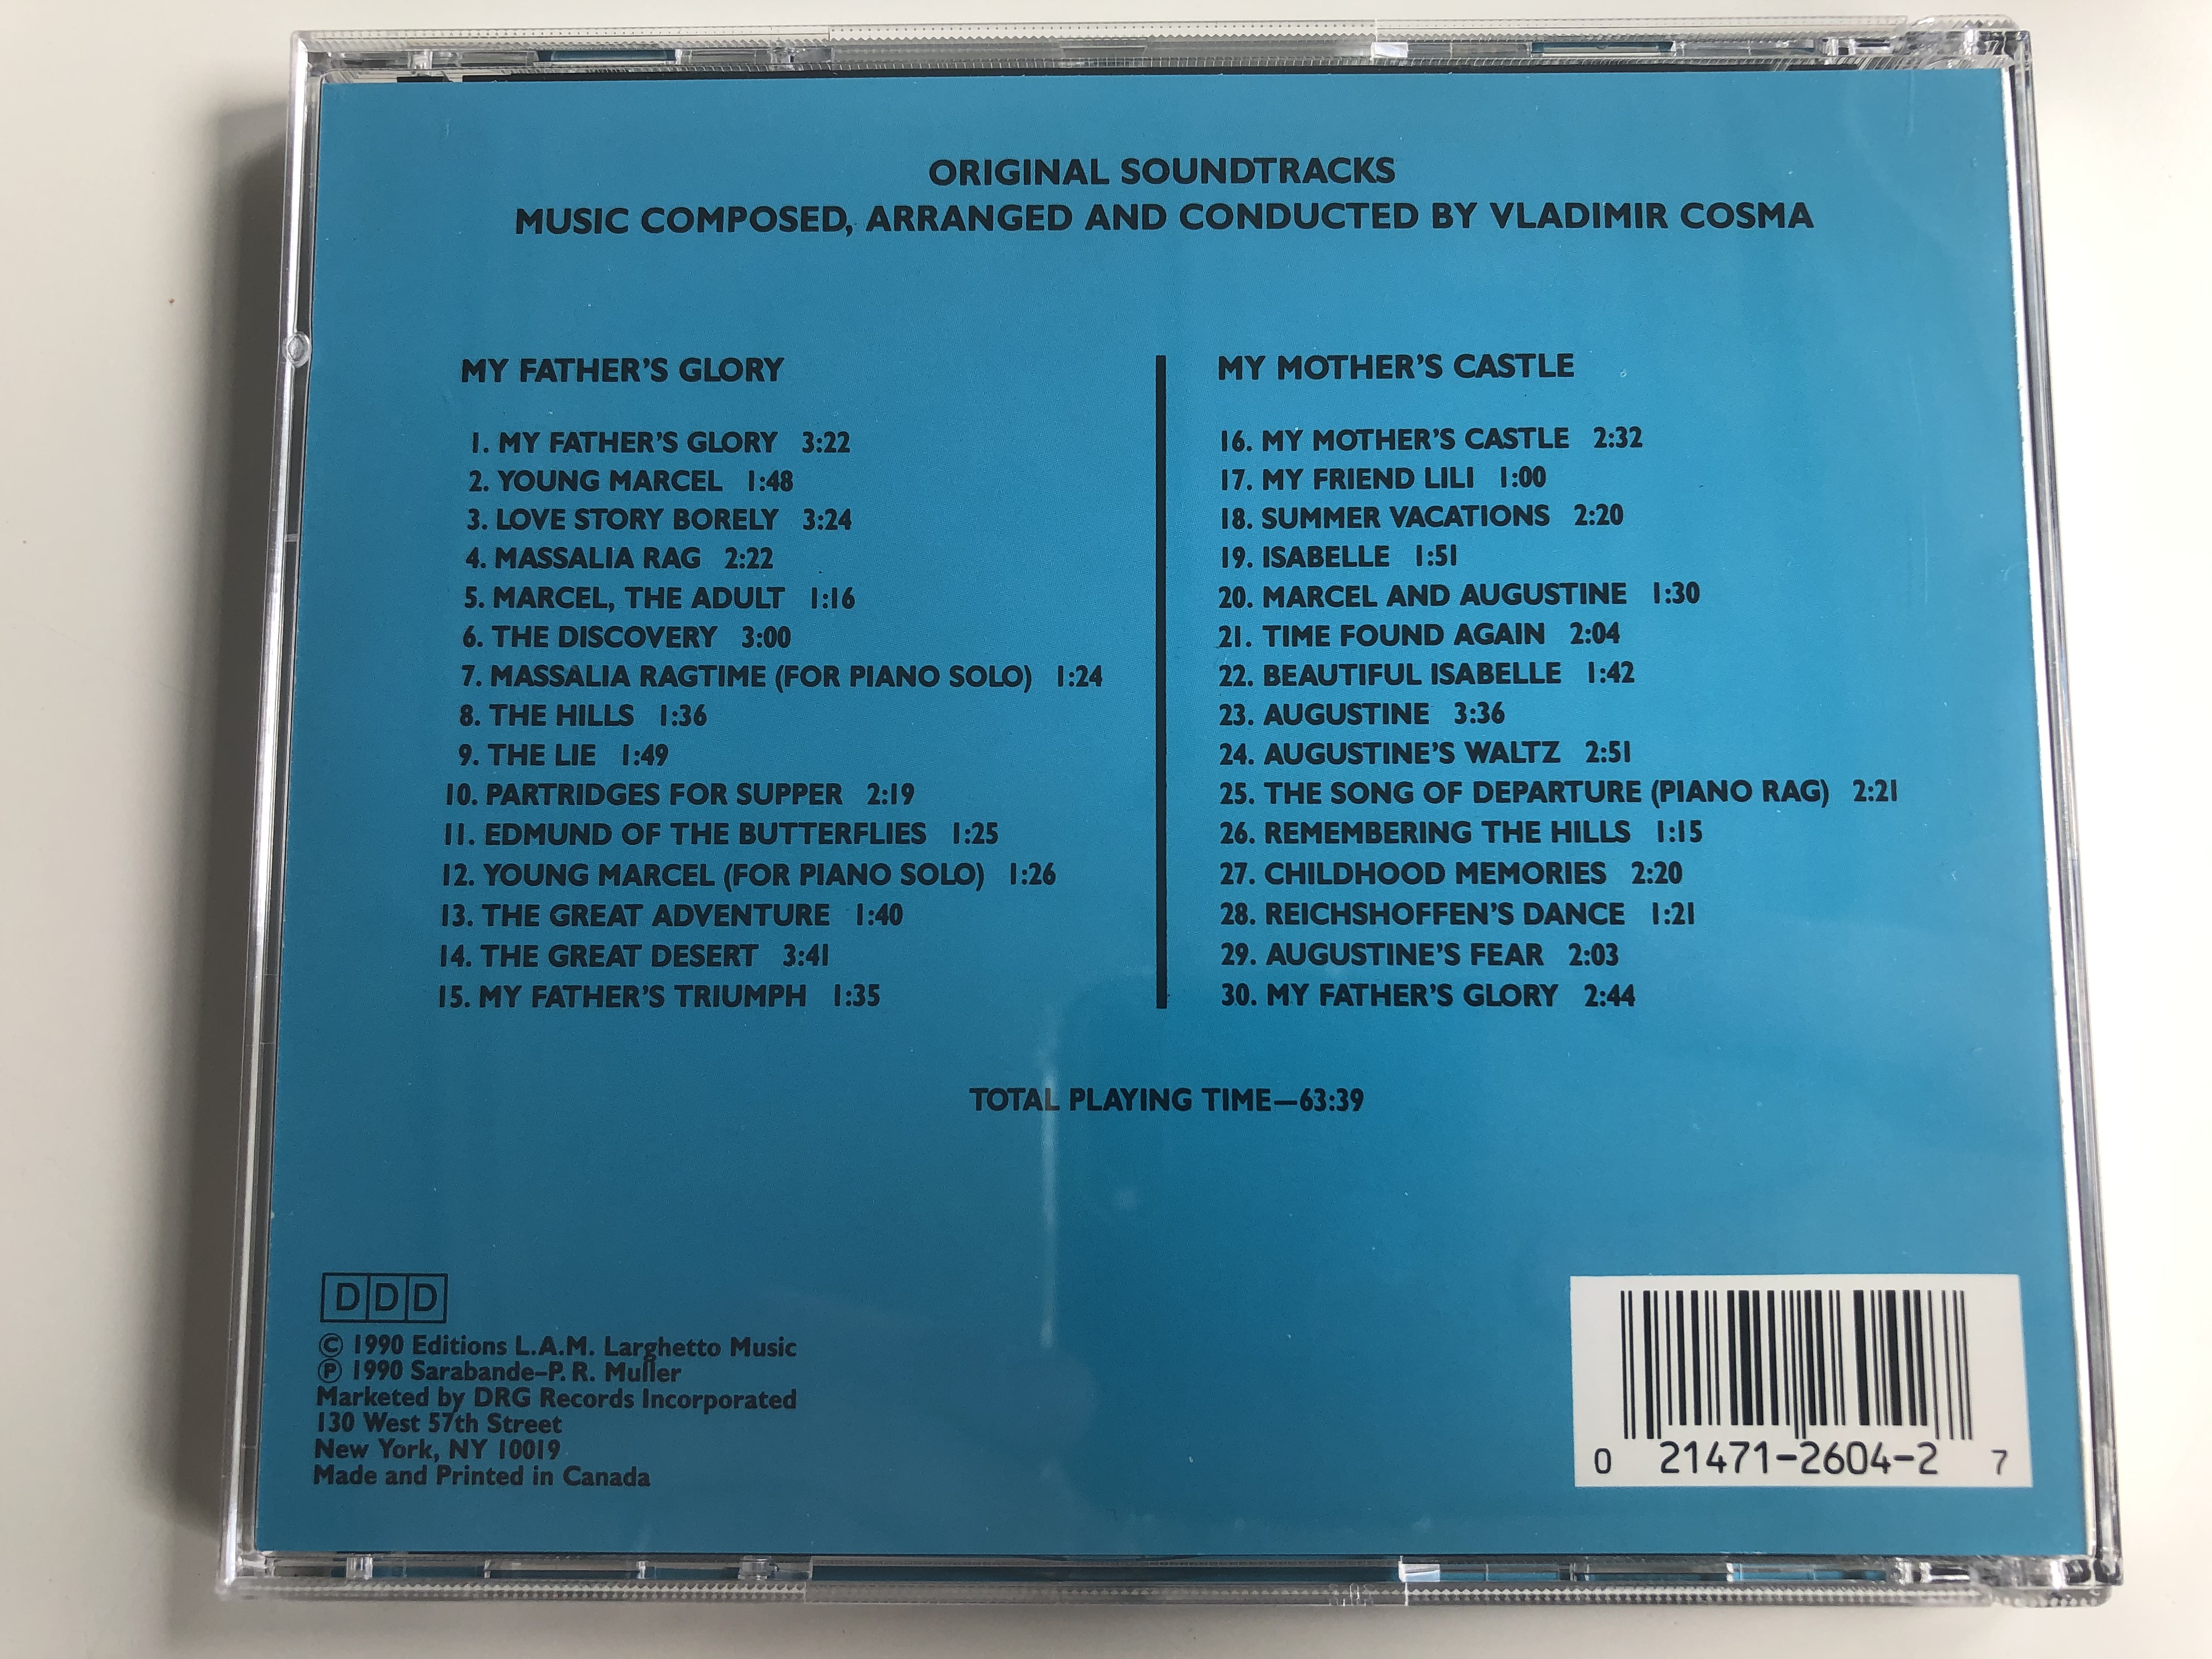 ORIGINAL SOUNDTRACKS
MUSIC COMPOSED, ARRANGED AND CONDUCTED BY VLADIMIR COSMA
MY FATHER'S GLORY
1. MY FATHER'S GLORY 3:22
2. YOUNG MARCEL 1:48
3. LOVE STORY BORELY 3:24
4. MASSALIA RAG 2:22
5. MARCEL, THE ADULT 1:16
6. THE DISCOVERY 3:00
7. MASSALIA RAGTIME (FOR PIANO SOLO) 1:24
8. THE HILLS 1:36
9. THE LIE 1:49
10. PARTRIDGES FOR SUPPER 2:19
11. EDMUND OF THE BUTTERFLIES 1:25
12. YOUNG MARCEL (FOR PIANO SOLO) 1:26
13. THE GREAT ADVENTURE 1:40
14. THE GREAT DESERT 3:41
15. MY FATHER'S TRIUMPH 1:35
MY MOTHER'S CASTLE
16. MY MOTHER'S CASTLE 2:32
17. MY FRIEND LILI 1:00
18. SUMMER VACATIONS 2:20
19. ISABELLE 1:51
20. MARCEL AND AUGUSTINE 1:30
21. TIME FOUND AGAIN 2:04
22. BEAUTIFUL ISABELLE 1:42
23. AUGUSTINE 3:36
24. AUGUSTINE'S WALTZ 2:51
25. THE SONG OF DEPARTURE (PIANO RAG) 2:21
26. REMEMBERING THE HILLS 1:15
27. CHILDHOOD MEMORIES 2:20
28. REICHSHOFFEN'S DANCE 1:21
29. AUGUSTINE'S FEAR 2:03
30. MY FATHER'S GLORY 2:44
TOTAL PLAYING TIME—63:39
DDD
© 1990 Editions L.A.M. Larghetto Music
℗ 1990 Sarabande–P. R. Muller
Marketed by DRG Records Incorporated
130 West 57th Street
New York, NY 10019
Made and Printed in Canada
0 21471-2604-2 7